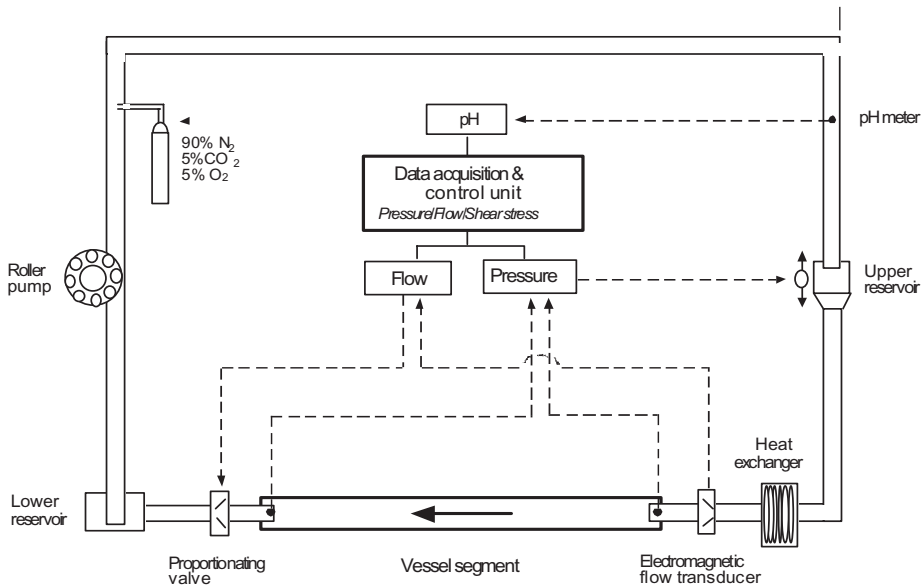 pH
pH meter
90% N2
5%CO2
5% O2
Data acquisition &
control unit
Pressure/Flow/Shear stress
Roller
pump
Flow
Pressure
Upper
reservoir
Heat
exchanger
Lower
reservoir
Proportionating
valve
Vessel segment
Electromagnetic
flow transducer